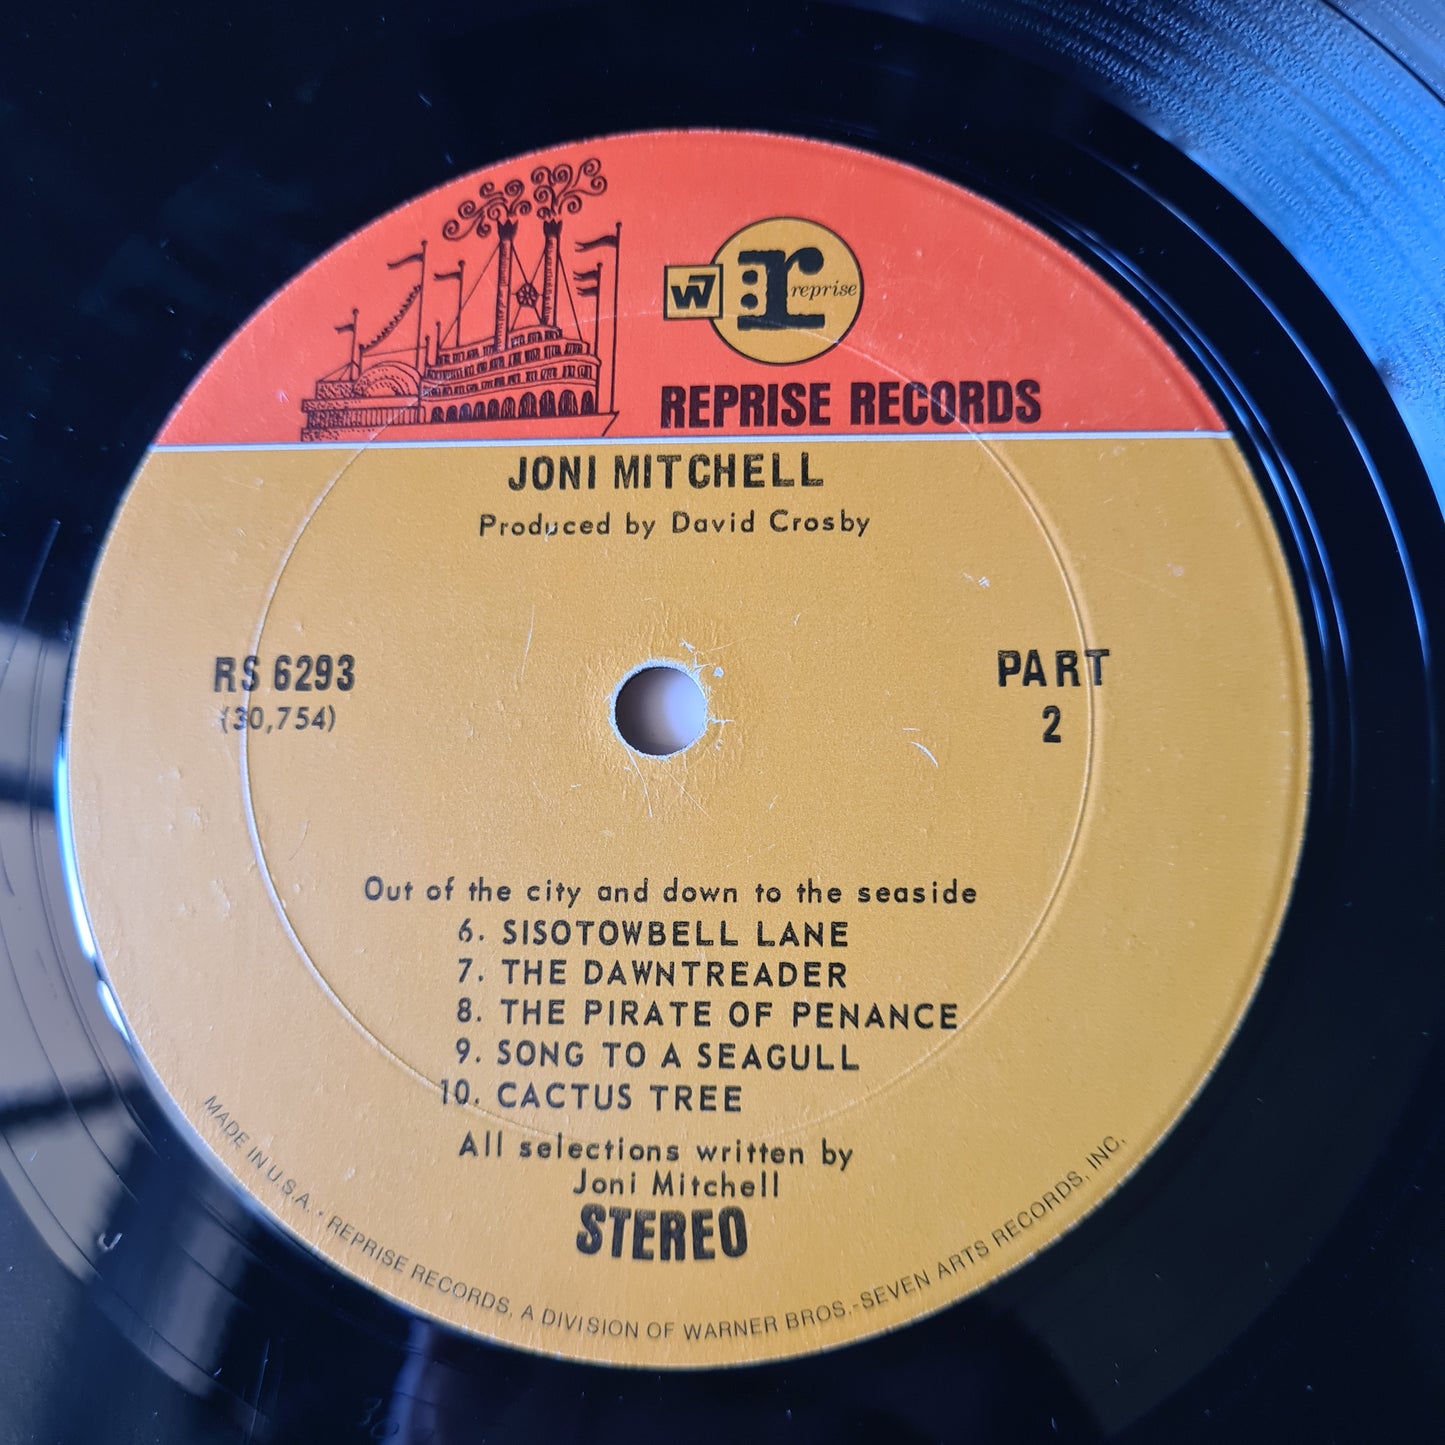 W7
r: reprise
REPRISE RECORDS
JONI MITCHELL
Produced by David Crosby
RS 6293
(30,754)
PART
2
Out of the city and down to the seaside
6. SISOTOWBELL LANE
7. THE DAWNTREADER
8. THE PIRATE OF PENANCE
9. SONG TO A SEAGULL
10. CACTUS TREE
All selections written by
Joni Mitchell
STEREO
MADE IN U.S.A. • REPRISE RECORDS, A DIVISION OF WARNER BROS.-SEVEN ARTS RECORDS, INC.